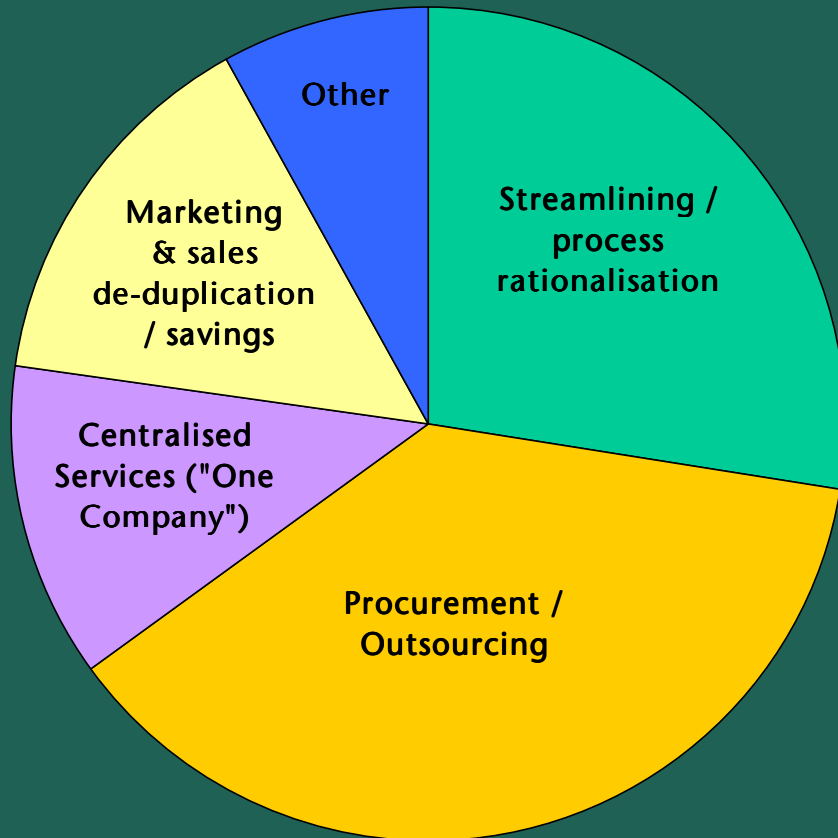 Other
Streamlining /
process
rationalisation
Marketing
& sales
de-duplication
/ savings
Centralised
Services ("One
Company")
Procurement /
Outsourcing